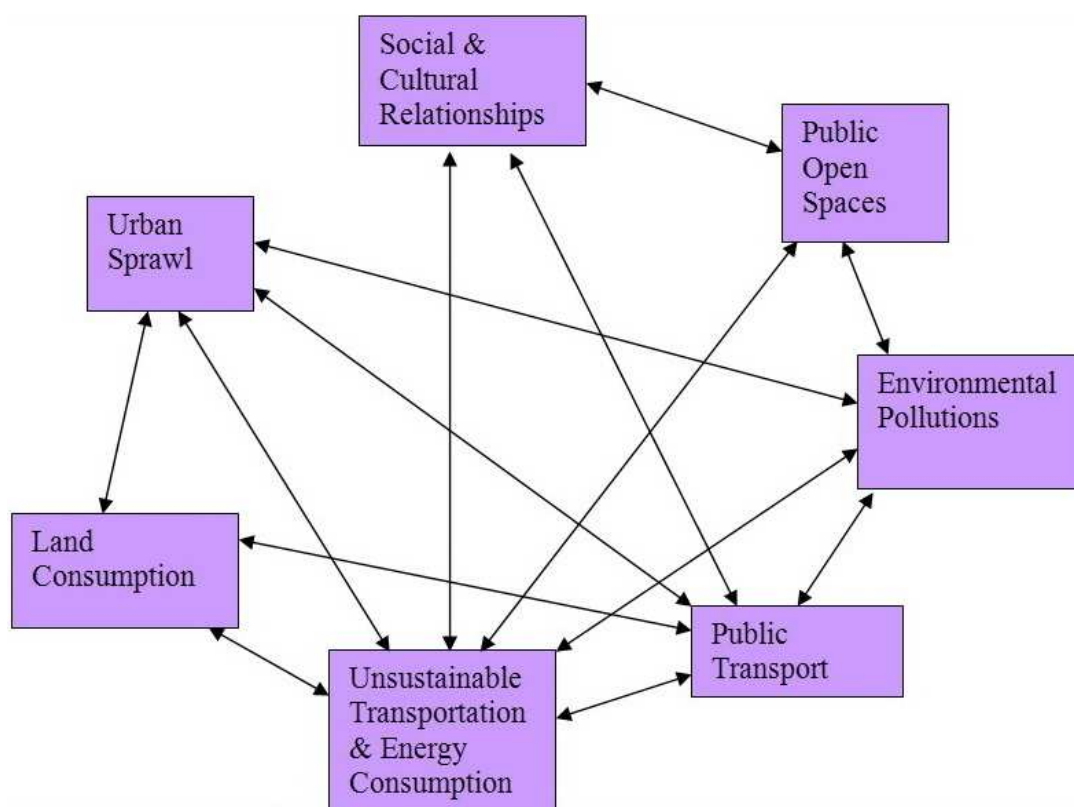 Social &
Cultural
Relationships
Public
Open
Spaces
Urban
Sprawl
Environmental
Pollutions
Land
Consumption
Public
Transport
Unsustainable
Transportation
& Energy
Consumption